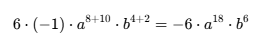 6 · (−1) · a^{8+10} · b^{4+2} = −6 · a^{18} · b^{6}